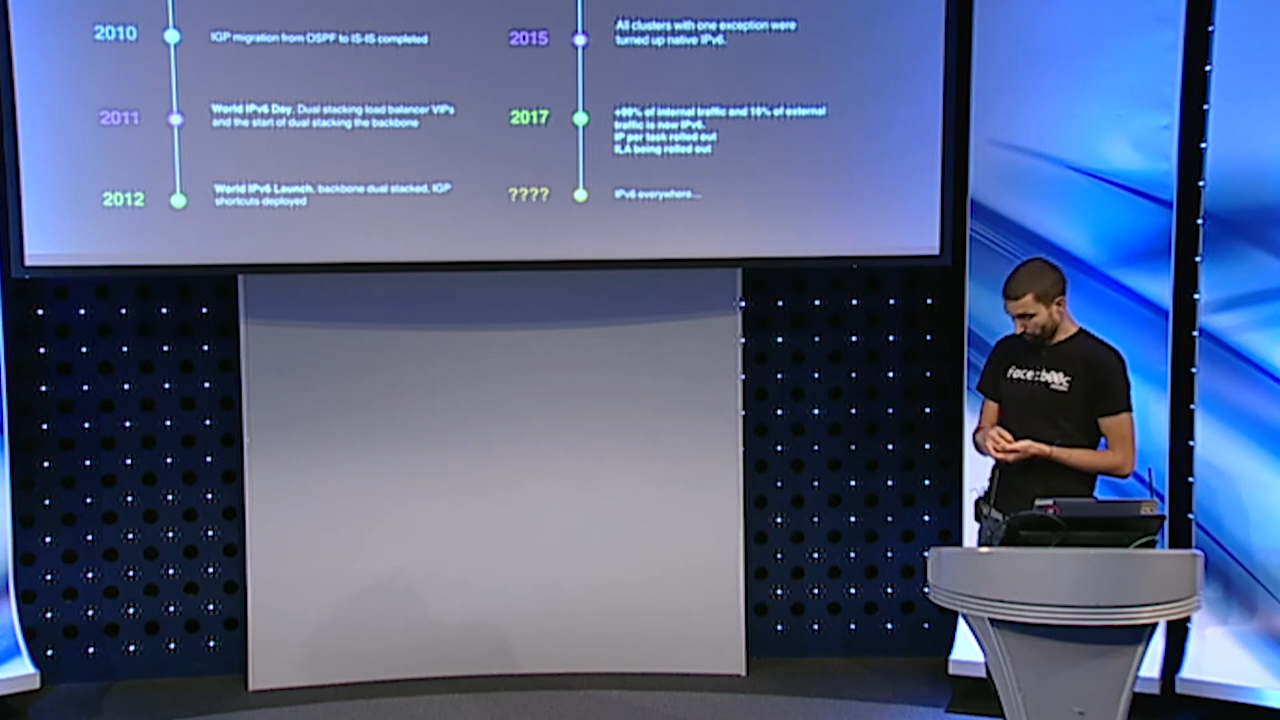 2010
IGP migration from OSPF to IS-IS completed
2011
World IPv6 Day, Dual stacking load balancer VIPs
and the start of dual stacking the backbone
2012
World IPv6 Launch, backbone dual stacked, IGP
shortcuts deployed
2015
All clusters with one exception were
turned up native IPv6.
2017
+99% of internal traffic and 16% of external
traffic is now IPv6.
IP per task rolled out
ILA being rolled out
????
IPv6 everywhere...
face:b00c